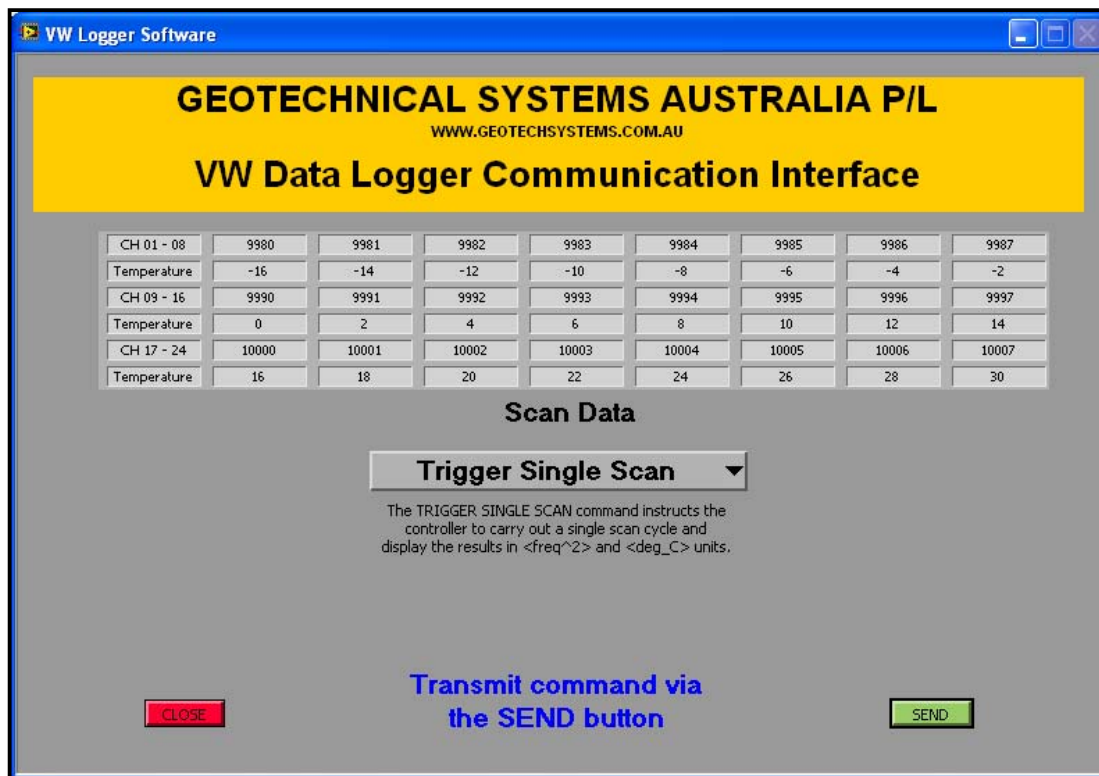 VW Logger Software
GEOTECHNICAL SYSTEMS AUSTRALIA P/L
WWW.GEOTECHSYSTEMS.COM.AU
VW Data Logger Communication Interface
CH 01 - 08 9980 9981 9982 9983 9984 9985 9986 9987
Temperature -16 -14 -12 -10 -8 -6 -4 -2
CH 09 - 16 9990 9991 9992 9993 9994 9995 9996 9997
Temperature 0 2 4 6 8 10 12 14
CH 17 - 24 10000 10001 10002 10003 10004 10005 10006 10007
Temperature 16 18 20 22 24 26 28 30
Scan Data
Trigger Single Scan
The TRIGGER SINGLE SCAN command instructs the
controller to carry out a single scan cycle and
display the results in <freq^2> and <deg_C> units.
Transmit command via
the SEND button
CLOSE
SEND